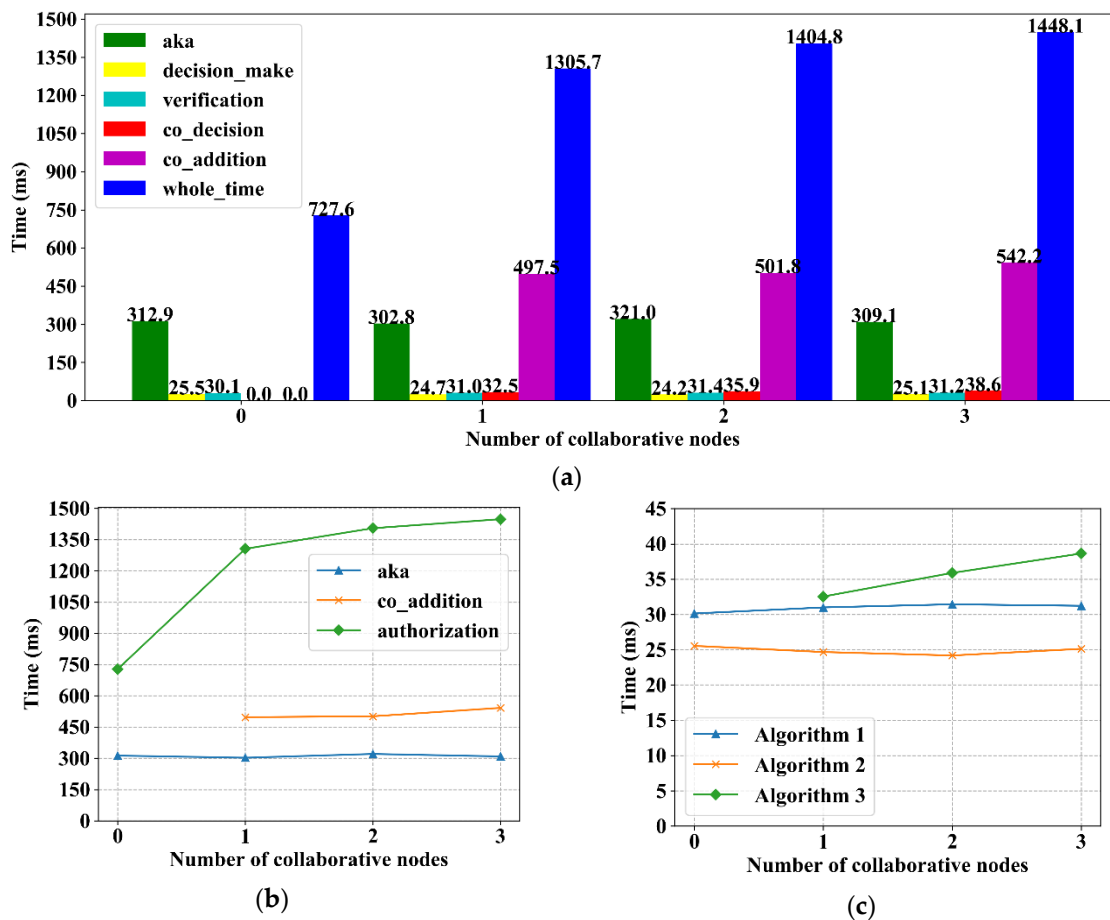 1500
1350
1200
1050
900
750
600
450
300
150
0
Time (ms)
aka
decision_make
verification
co_decision
co_addition
whole_time
312.9
25.5
30.1
0.0
0.0
727.6
302.8
24.7
31.0
32.5
497.5
1305.7
321.0
24.2
31.4
35.9
501.8
1404.8
309.1
25.1
31.2
38.6
542.2
1448.1
0 1 2 3
Number of collaborative nodes
(a)
1500
1350
1200
1050
900
750
600
450
300
150
0
Time (ms)
aka
co_addition
authorization
0 1 2 3
Number of collaborative nodes
(b)
45
40
35
30
25
20
15
10
5
0
Time (ms)
Algorithm 1
Algorithm 2
Algorithm 3
0 1 2 3
Number of collaborative nodes
(c)